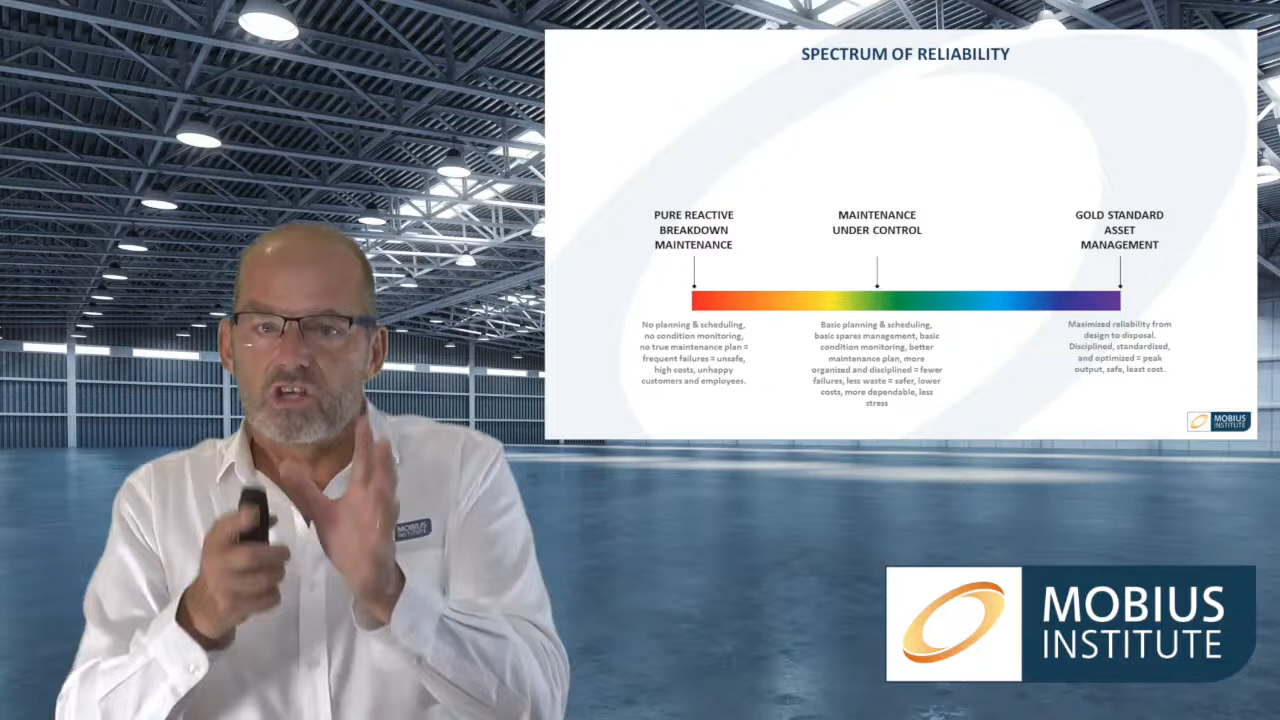 SPECTRUM OF RELIABILITY
PURE REACTIVE
BREAKDOWN
MAINTENANCE
MAINTENANCE
UNDER CONTROL
GOLD STANDARD
ASSET
MANAGEMENT
No planning & scheduling,
no condition monitoring,
no true maintenance plan =
frequent failures = unsafe,
high costs, unhappy
customers and employees.
Basic planning & scheduling,
basic spares management, basic
condition monitoring, better
maintenance plan, more
organized and disciplined = fewer
failures, less waste = safer, lower
costs, more dependable, less
stress
Maximized reliability from
design to disposal.
Disciplined, standardized,
and optimized = peak
output, safe, least cost.
MOBIUS
INSTITUTE
MOBIUS
INSTITUTE
MOBIUS
INSTITUTE